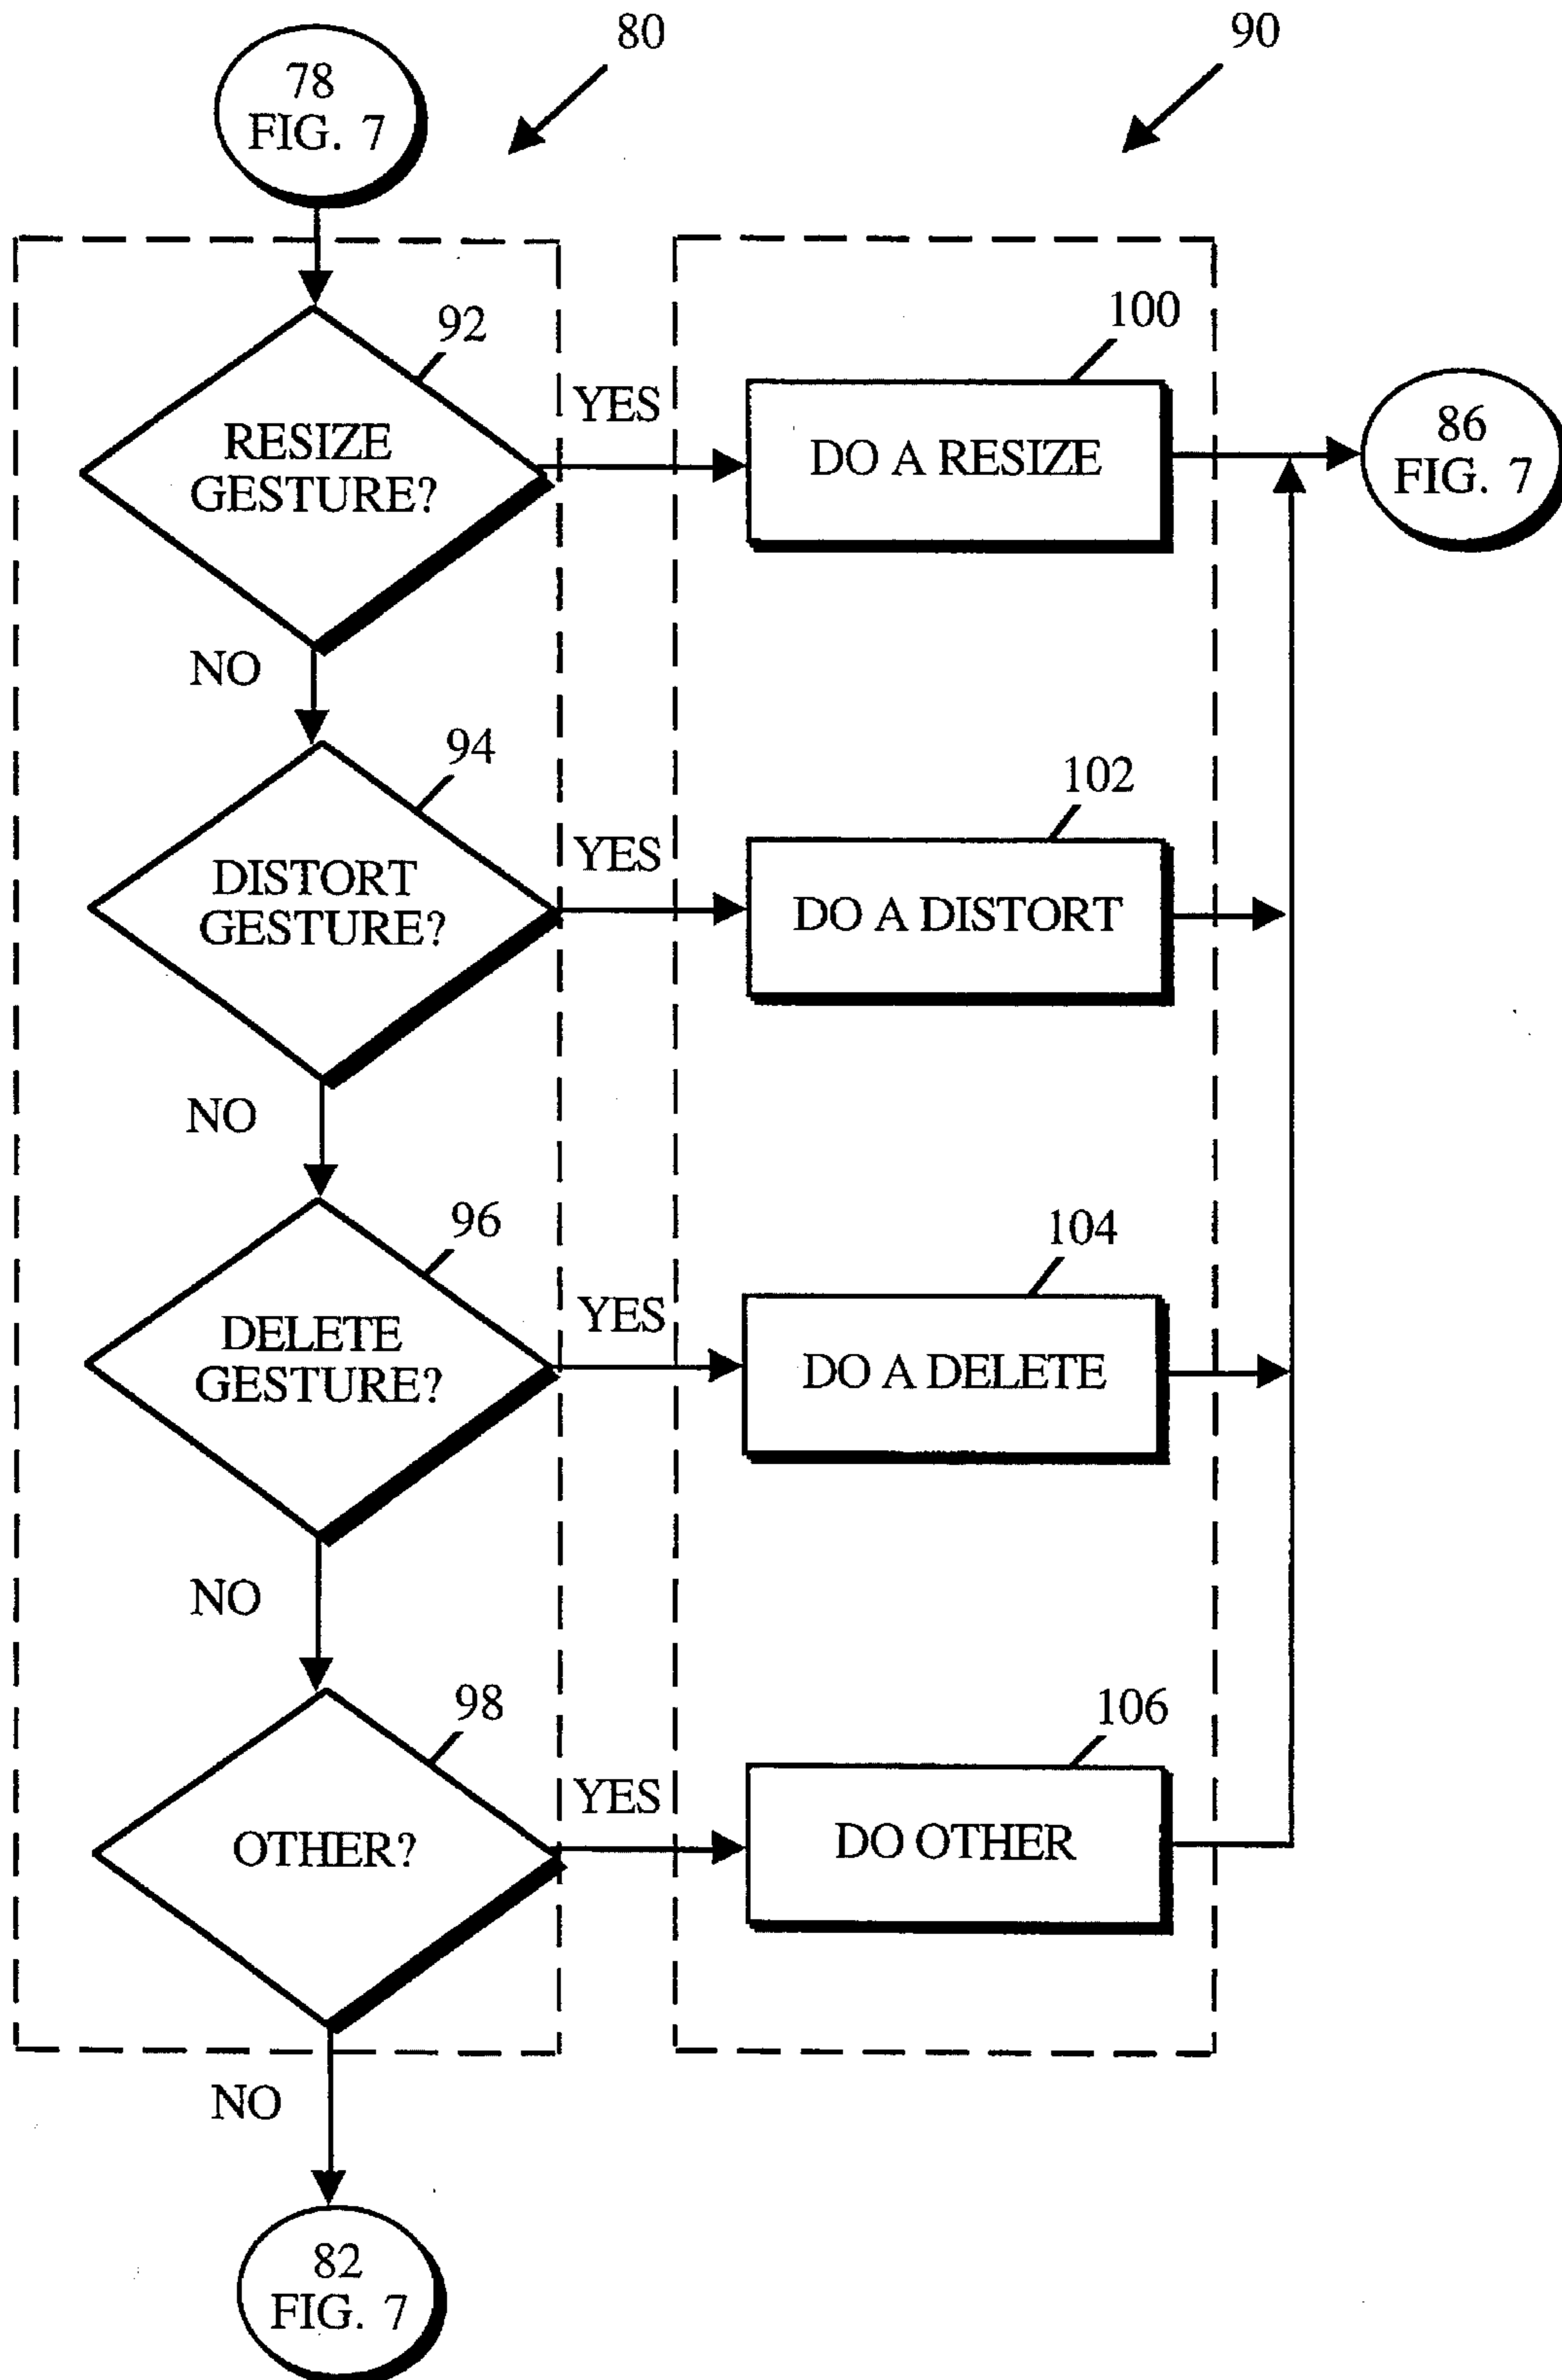 80
90
78
FIG. 7
92
100
YES
RESIZE
GESTURE?
DO A RESIZE
86
FIG. 7
NO
94
102
YES
DISTORT
GESTURE?
DO A DISTORT
NO
96
104
YES
DELETE
GESTURE?
DO A DELETE
NO
98
106
YES
OTHER?
DO OTHER
NO
82
FIG. 7